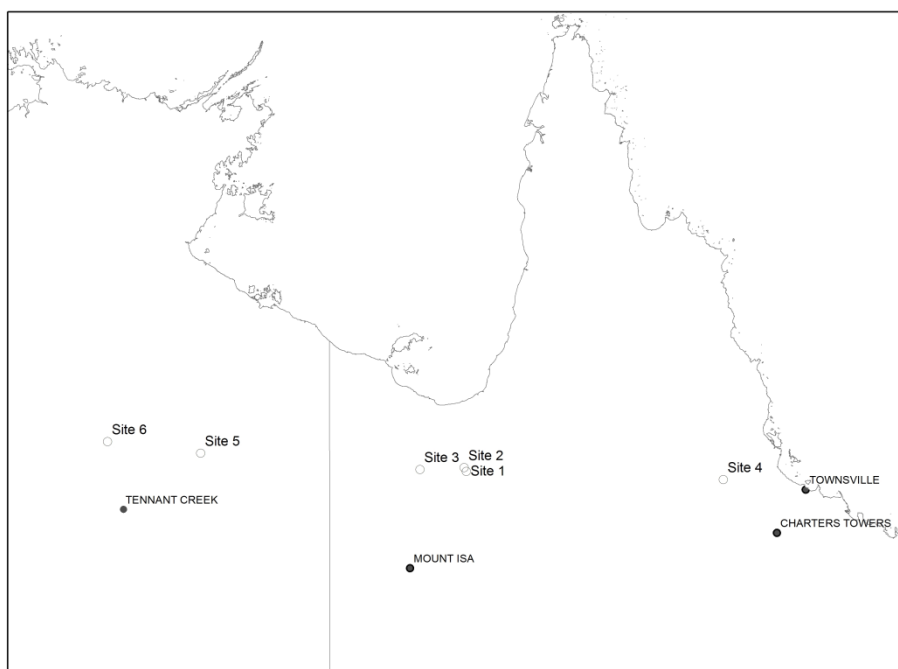 Site 6
Site 5
Site 3
Site 2
Site 1
Site 4
TOWNSVILLE
TENNANT CREEK
CHARTERS TOWERS
MOUNT ISA